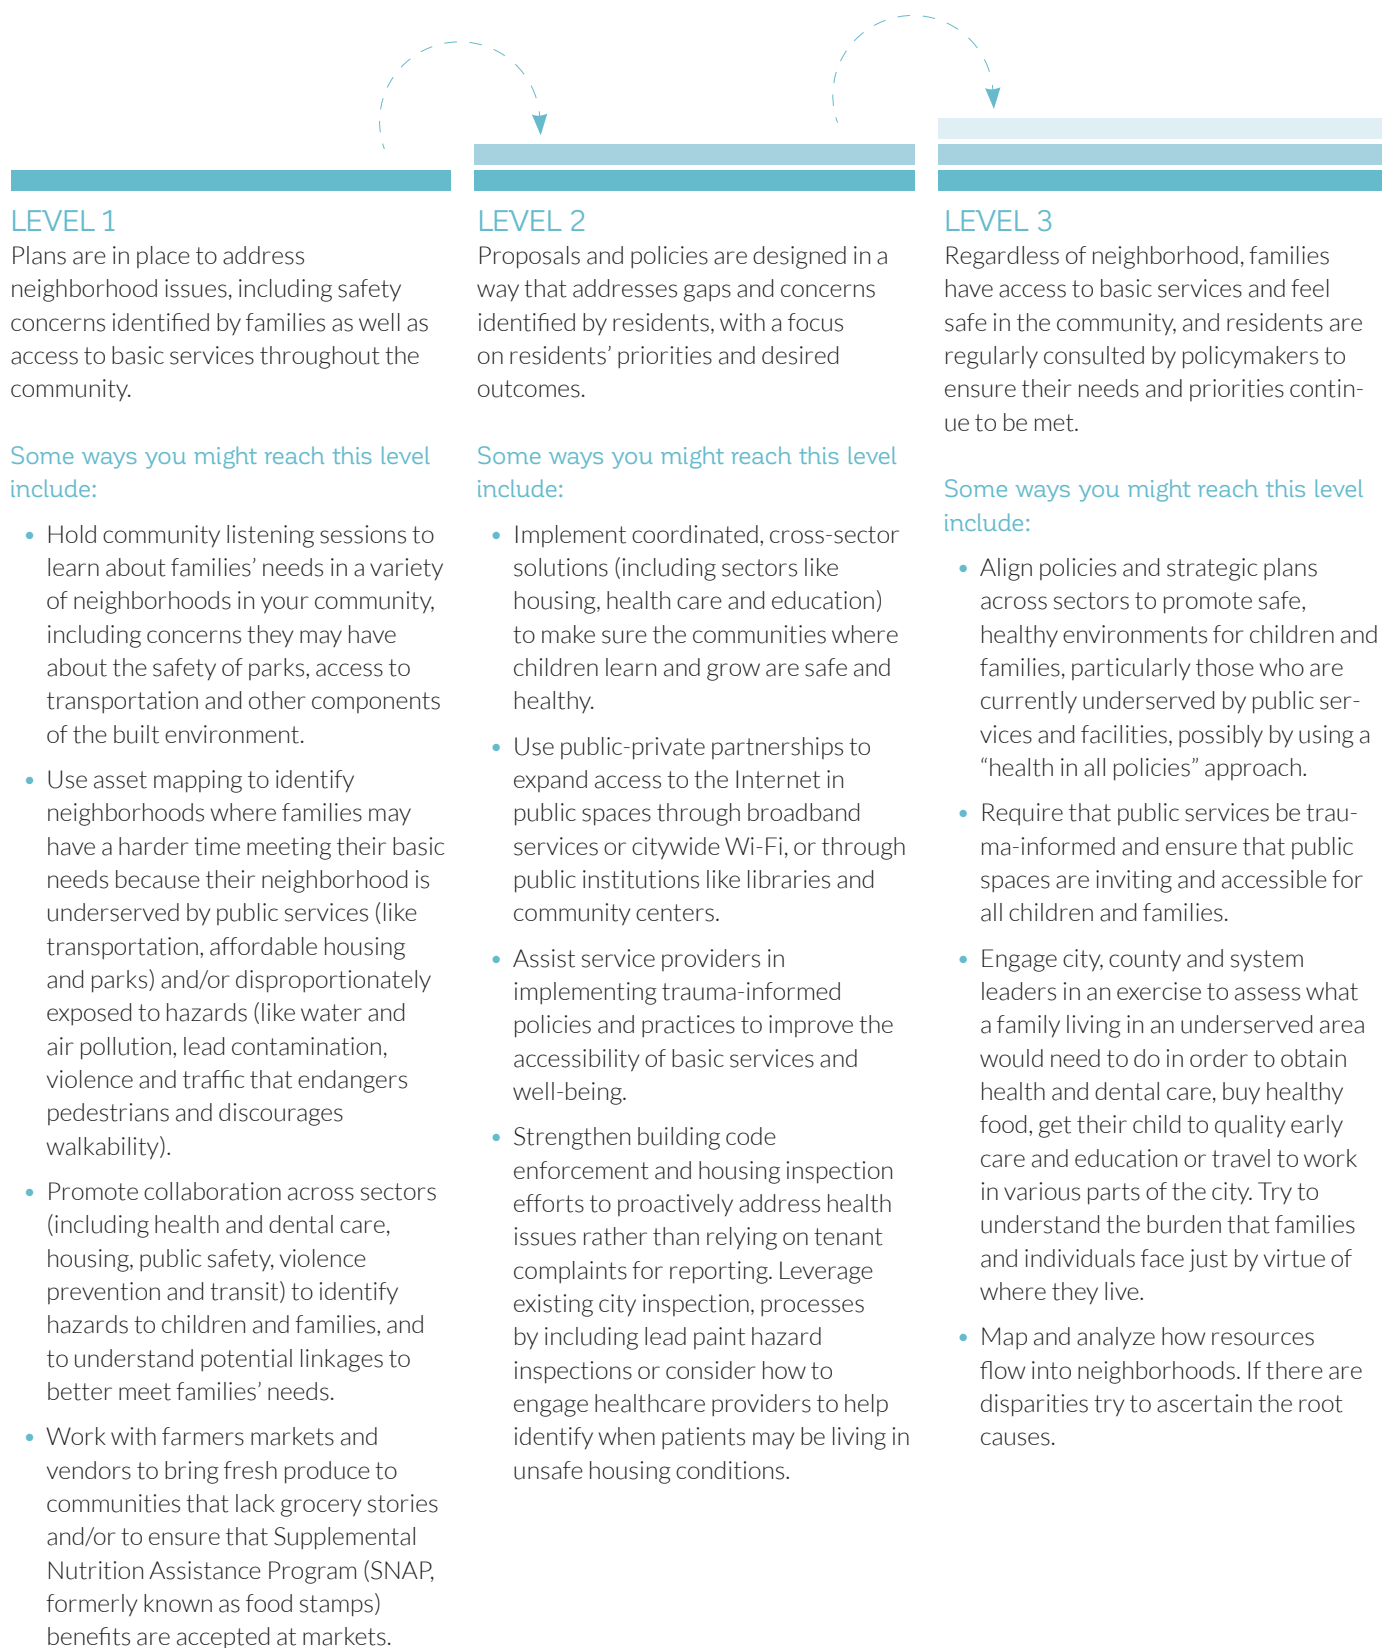 LEVEL 1
Plans are in place to address
neighborhood issues, including safety
concerns identified by families as well as
access to basic services throughout the
community.
Some ways you might reach this level
include:
• Hold community listening sessions to
learn about families’ needs in a variety
of neighborhoods in your community,
including concerns they may have
about the safety of parks, access to
transportation and other components
of the built environment.
• Use asset mapping to identify
neighborhoods where families may
have a harder time meeting their basic
needs because their neighborhood is
underserved by public services (like
transportation, affordable housing
and parks) and/or disproportionately
exposed to hazards (like water and
air pollution, lead contamination,
violence and traffic that endangers
pedestrians and discourages
walkability).
• Promote collaboration across sectors
(including health and dental care,
housing, public safety, violence
prevention and transit) to identify
hazards to children and families, and
to understand potential linkages to
better meet families’ needs.
• Work with farmers markets and
vendors to bring fresh produce to
communities that lack grocery stories
and/or to ensure that Supplemental
Nutrition Assistance Program (SNAP,
formerly known as food stamps)
benefits are accepted at markets.
LEVEL 2
Proposals and policies are designed in a
way that addresses gaps and concerns
identified by residents, with a focus
on residents’ priorities and desired
outcomes.
Some ways you might reach this level
include:
• Implement coordinated, cross-sector
solutions (including sectors like
housing, health care and education)
to make sure the communities where
children learn and grow are safe and
healthy.
• Use public-private partnerships to
expand access to the Internet in
public spaces through broadband
services or citywide Wi-Fi, or through
public institutions like libraries and
community centers.
• Assist service providers in
implementing trauma-informed
policies and practices to improve the
accessibility of basic services and
well-being.
• Strengthen building code
enforcement and housing inspection
efforts to proactively address health
issues rather than relying on tenant
complaints for reporting. Leverage
existing city inspection, processes
by including lead paint hazard
inspections or consider how to
engage healthcare providers to help
identify when patients may be living in
unsafe housing conditions.
LEVEL 3
Regardless of neighborhood, families
have access to basic services and feel
safe in the community, and residents are
regularly consulted by policymakers to
ensure their needs and priorities contin-
ue to be met.
Some ways you might reach this level
include:
• Align policies and strategic plans
across sectors to promote safe,
healthy environments for children and
families, particularly those who are
currently underserved by public ser-
vices and facilities, possibly by using a
“health in all policies” approach.
• Require that public services be trau-
ma-informed and ensure that public
spaces are inviting and accessible for
all children and families.
• Engage city, county and system
leaders in an exercise to assess what
a family living in an underserved area
would need to do in order to obtain
health and dental care, buy healthy
food, get their child to quality early
care and education or travel to work
in various parts of the city. Try to
understand the burden that families
and individuals face just by virtue of
where they live.
• Map and analyze how resources
flow into neighborhoods. If there are
disparities try to ascertain the root
causes.